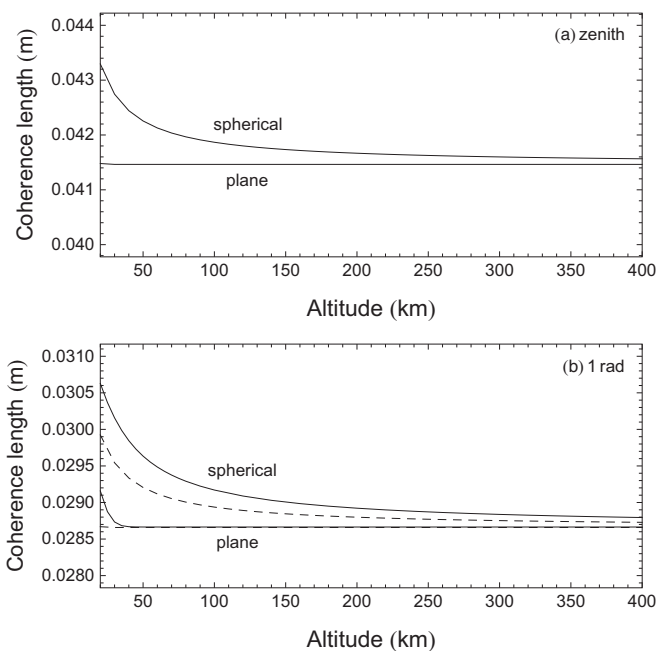 0.044
(a) zenith
0.043
spherical
0.042
plane
0.041
0.040
50 100 150 200 250 300 350 400
Coherence length (m)
Altitude (km)
0.0310
(b) 1 rad
0.0305
0.0300
spherical
0.0295
0.0290
0.0285
plane
0.0280
50 100 150 200 250 300 350 400
Coherence length (m)
Altitude (km)